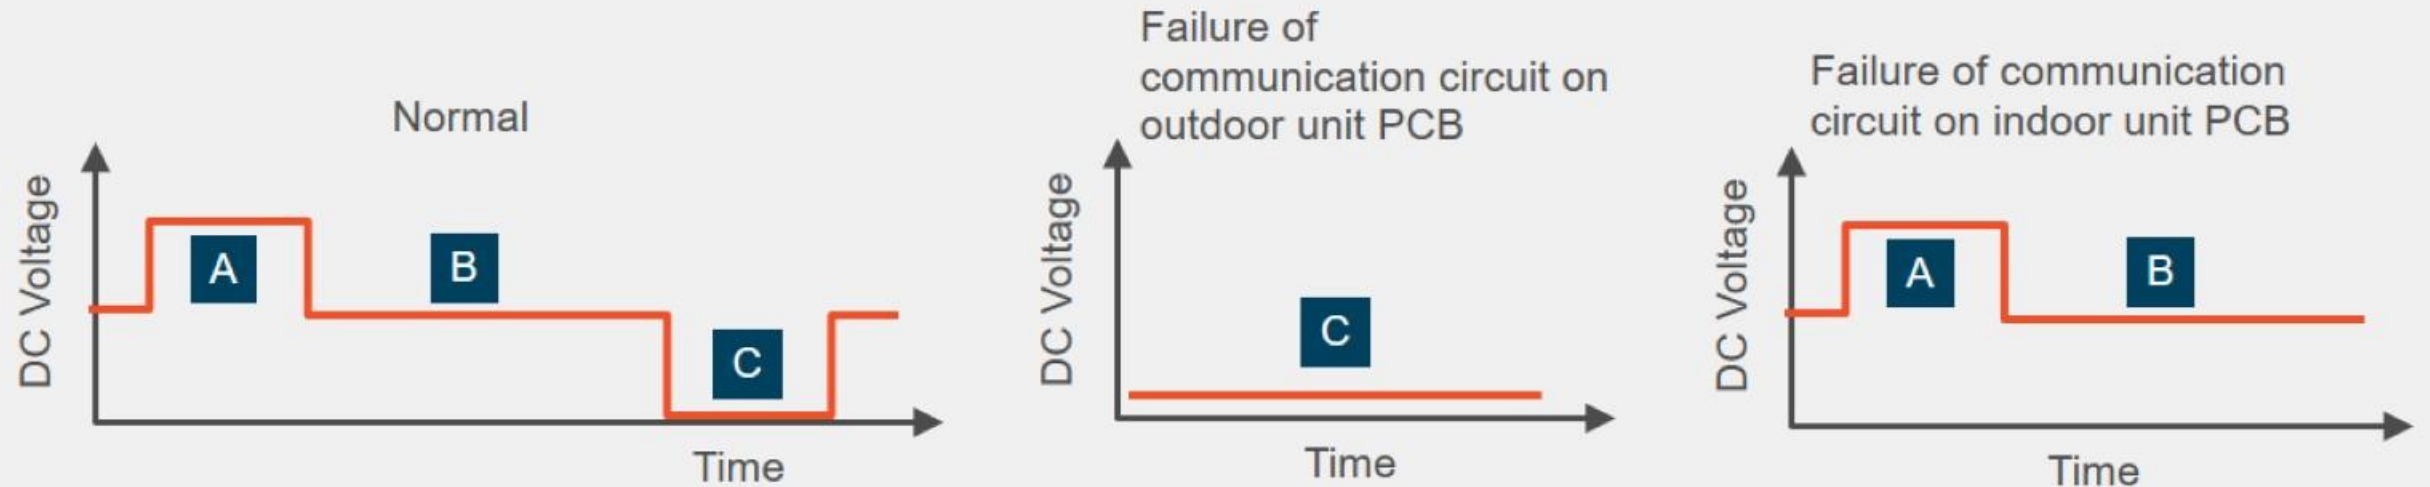 Normal
DC Voltage
A
B
C
Time
Failure of
communication circuit on
outdoor unit PCB
DC Voltage
C
Time
Failure of communication
circuit on indoor unit PCB
DC Voltage
A
B
Time